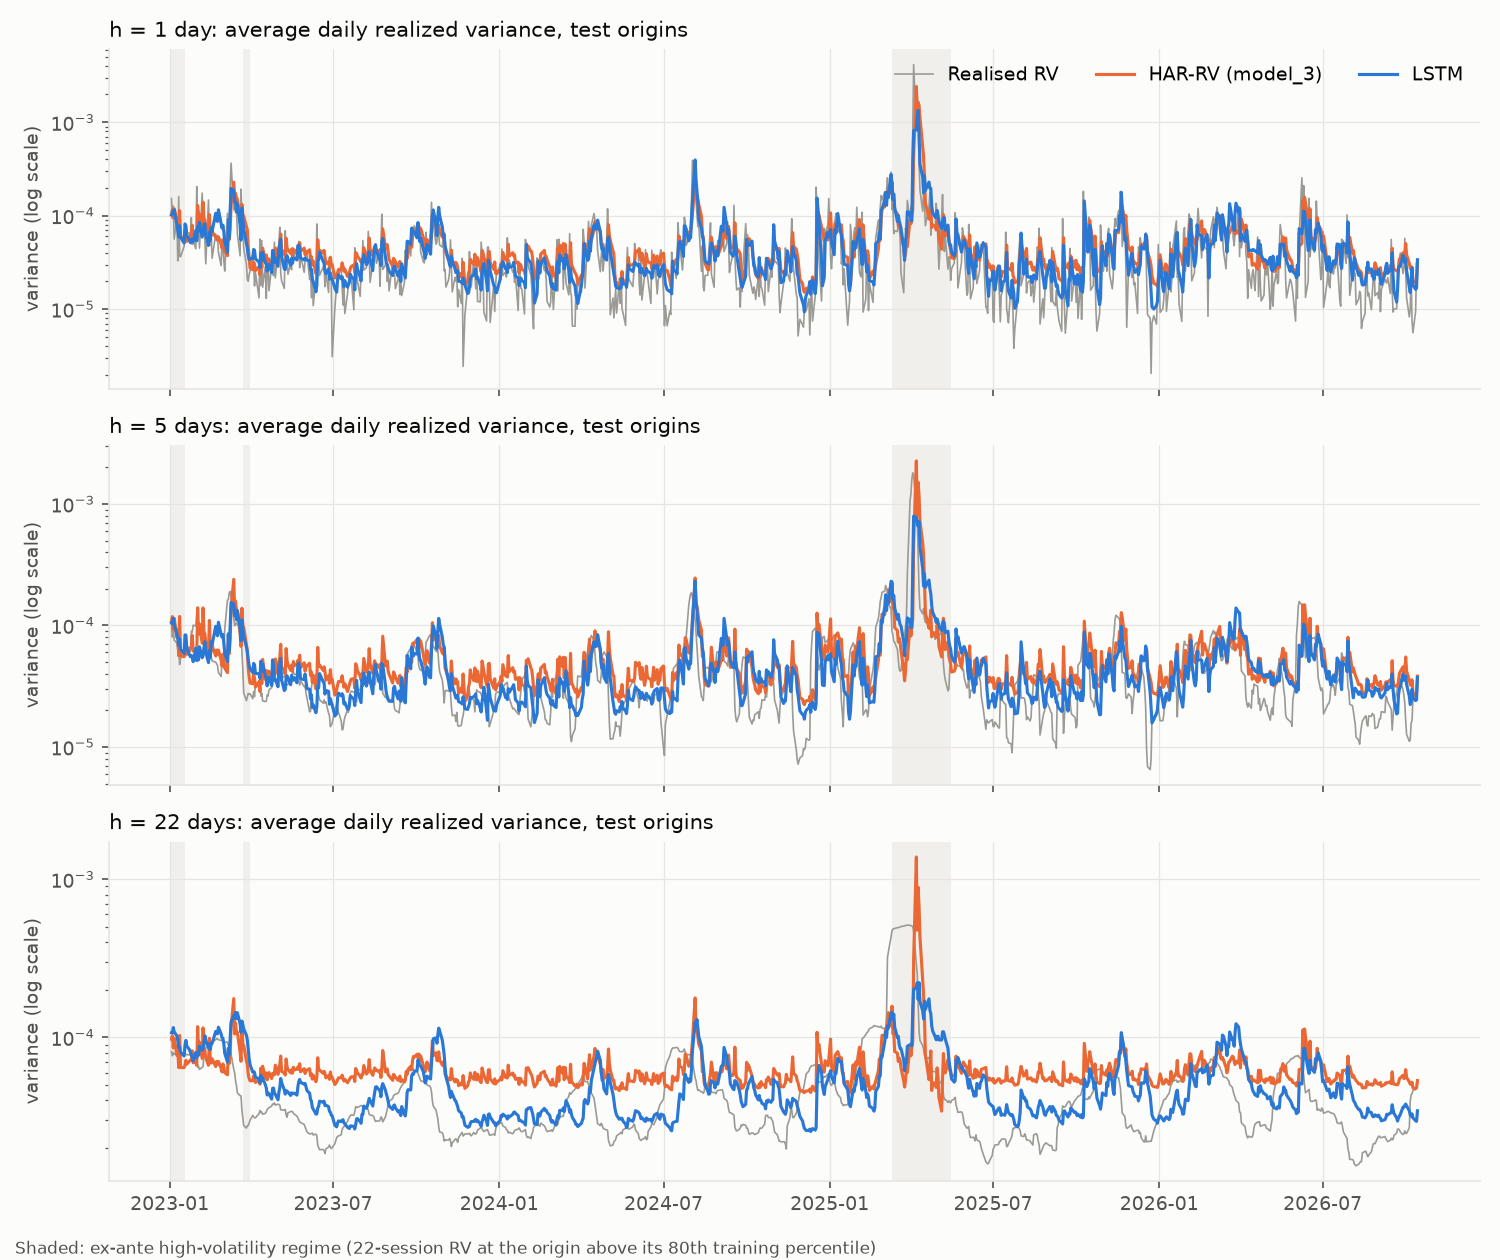 h = 1 day: average daily realized variance, test origins
Realised RV
HAR-RV (model_3)
LSTM
variance (log scale)
10⁻³
10⁻⁴
10⁻⁵
h = 5 days: average daily realized variance, test origins
variance (log scale)
10⁻³
10⁻⁴
10⁻⁵
h = 22 days: average daily realized variance, test origins
variance (log scale)
10⁻³
10⁻⁴
2023-01
2023-07
2024-01
2024-07
2025-01
2025-07
2026-01
2026-07
Shaded: ex-ante high-volatility regime (22-session RV at the origin above its 80th training percentile)